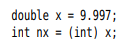 double x = 9.997;
int nx = (int) x;